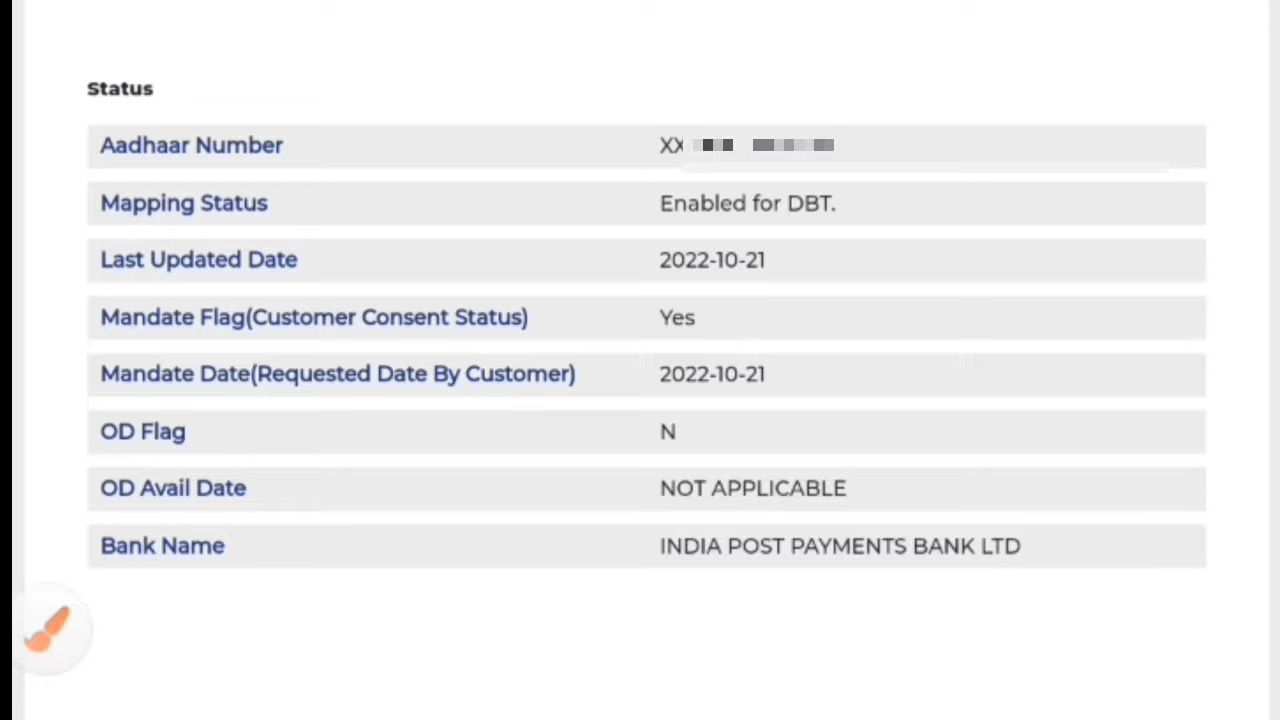 Status
Aadhaar Number XX
Mapping Status Enabled for DBT.
Last Updated Date 2022-10-21
Mandate Flag(Customer Consent Status) Yes
Mandate Date(Requested Date By Customer) 2022-10-21
OD Flag N
OD Avail Date NOT APPLICABLE
Bank Name INDIA POST PAYMENTS BANK LTD